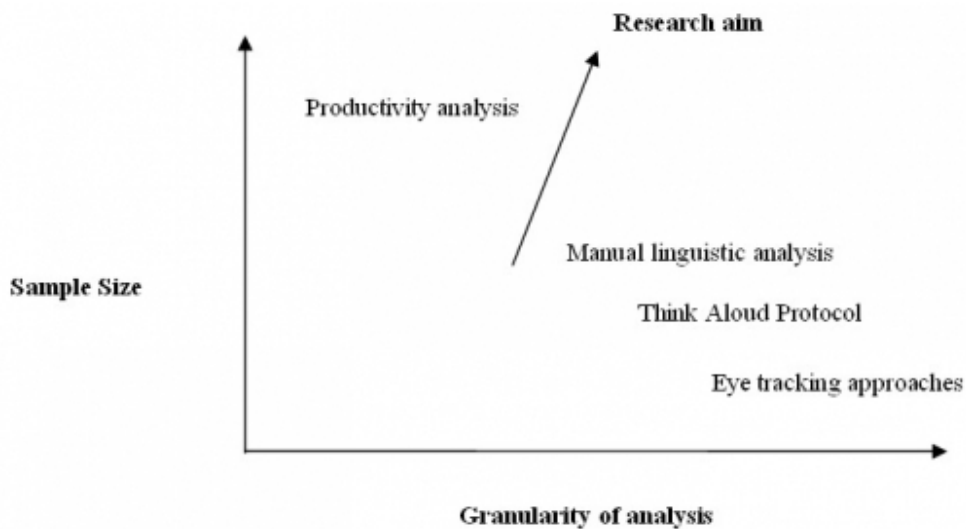 Research aim
Productivity analysis
Manual linguistic analysis
Sample Size
Think Aloud Protocol
Eye tracking approaches
Granularity of analysis